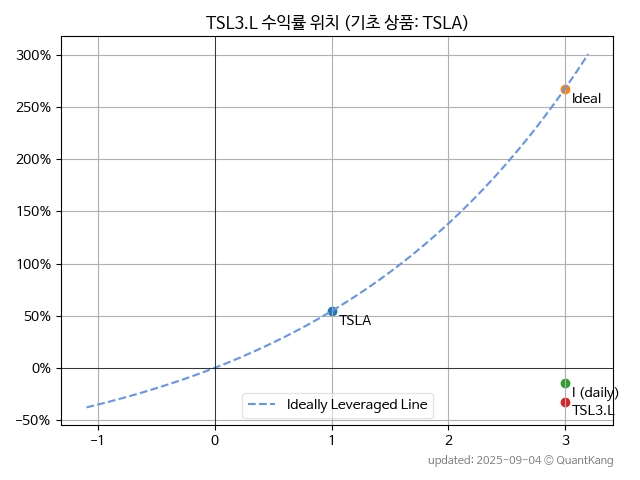 TSL3.L 수익률 위치 (기초 상품: TSLA)
300%
250%
200%
150%
100%
50%
0%
−50%
Ideal
TSLA
I (daily)
TSL3.L
Ideally Leveraged Line
−1
0
1
2
3
updated: 2025-09-04 © QuantKang